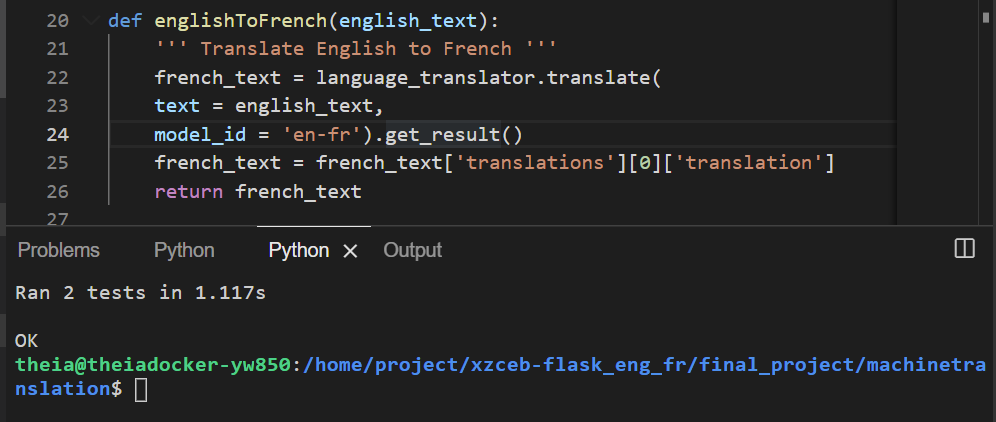 20 def englishToFrench(english_text):
21     ''' Translate English to French '''
22     french_text = language_translator.translate(
23     text = english_text,
24     model_id = 'en-fr').get_result()
25     french_text = french_text['translations'][0]['translation']
26     return french_text
27
Problems Python Python × Output
Ran 2 tests in 1.117s
OK
theia@theiadocker-yw850:/home/project/xzceb-flask_eng_fr/final_project/machinetra
nslation$